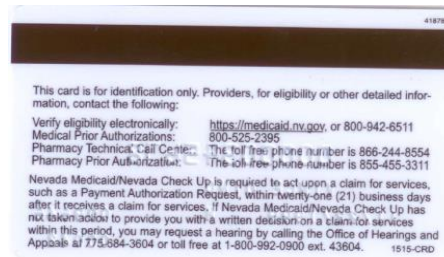 41878
This card is for identification only. Providers, for eligibility or other detailed infor-
mation, contact the following:
Verify eligibility electronically: https://medicaid.nv.gov, or 800-942-6511
Medical Prior Authorizations: 800-525-2395
Pharmacy Technical Call Center: The toll free phone number is 866-244-8554
Pharmacy Prior Authorization: The toll free phone number is 855-455-3311
Nevada Medicaid/Nevada Check Up is required to act upon a claim for services,
such as a Payment Authorization Request, within twenty-one (21) business days
after it receives a claim for services. If Nevada Medicaid/Nevada Check Up has
not taken action to provide you with a written decision on a claim for services
within this period, you may request a hearing by calling the Office of Hearings and
Appeals at 775-684-3604 or toll free at 1-800-992-0900 ext. 43604.
1515-CRD